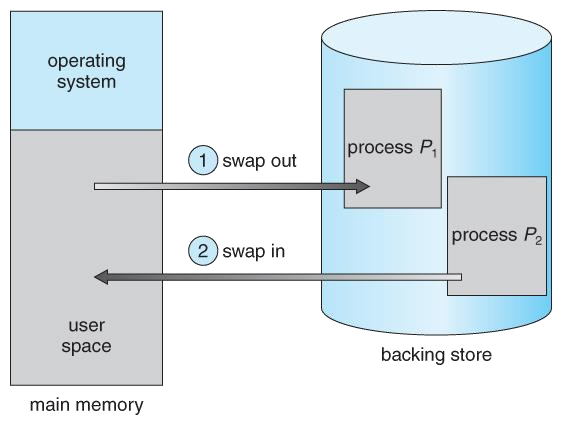 operating
system
1 swap out
process P₁
process P₂
2 swap in
user
space
backing store
main memory